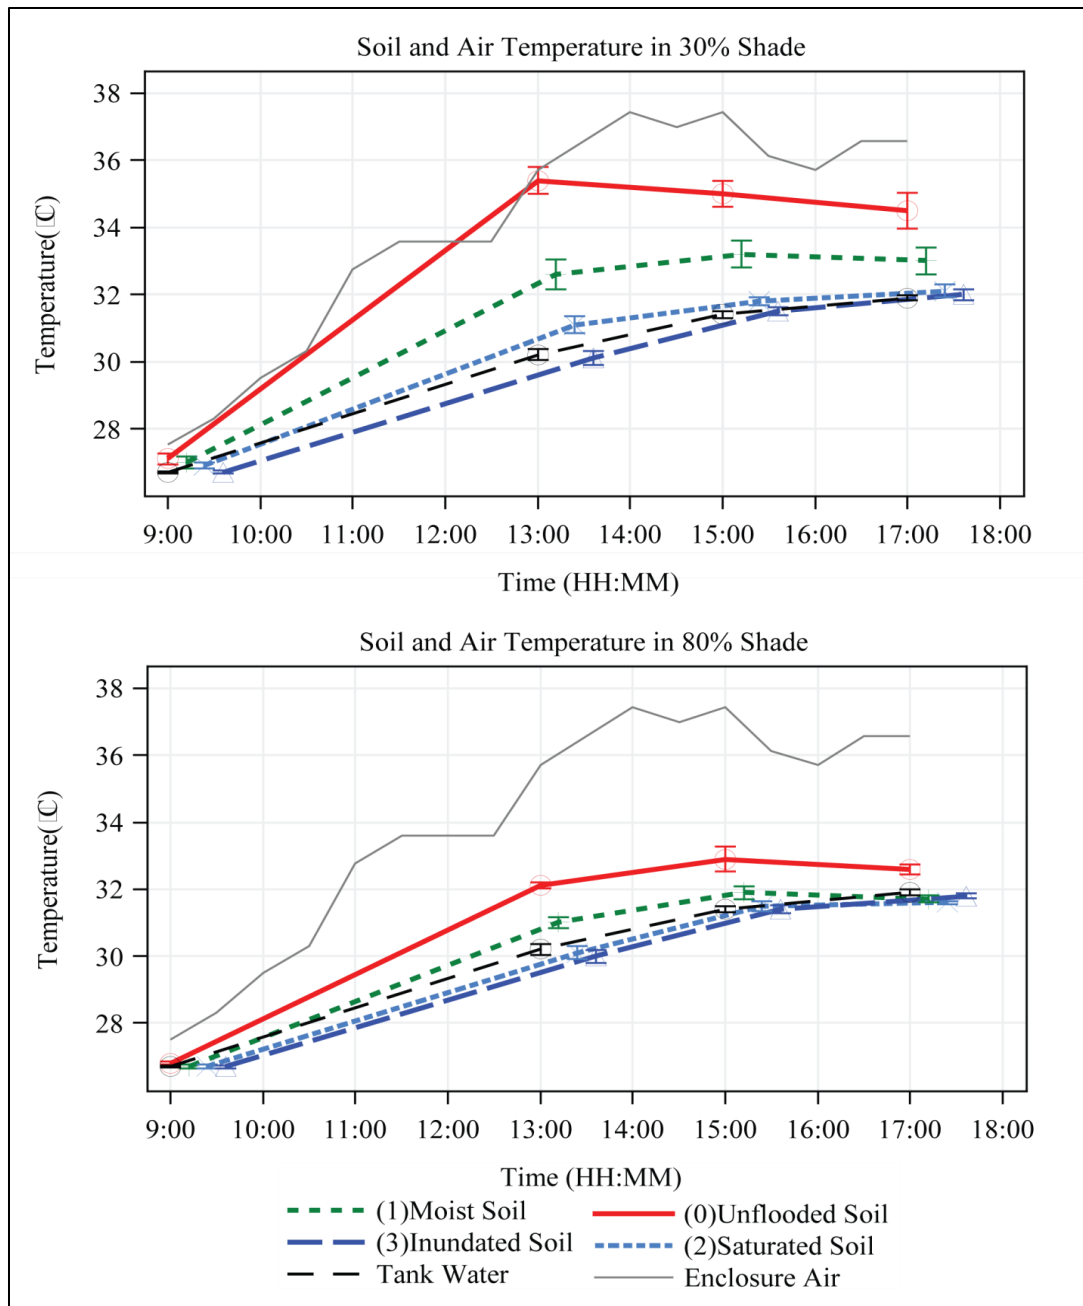 Soil and Air Temperature in 30% Shade
38
36
34
32
30
28
Temperature(℃)
9:00 10:00 11:00 12:00 13:00 14:00 15:00 16:00 17:00 18:00
Time (HH:MM)
Soil and Air Temperature in 80% Shade
38
36
34
32
30
28
Temperature(℃)
9:00 10:00 11:00 12:00 13:00 14:00 15:00 16:00 17:00 18:00
Time (HH:MM)
(1)Moist Soil (0)Unflooded Soil
(3)Inundated Soil (2)Saturated Soil
Tank Water Enclosure Air